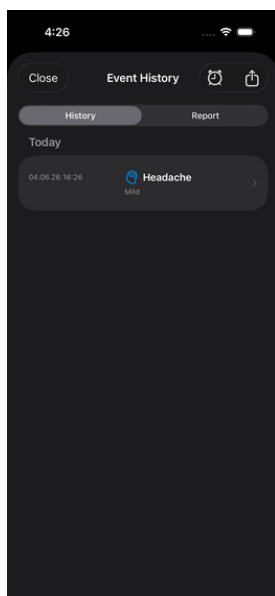 4:26
Close
Event History
History
Report
Today
04.06.26 16:26
Headache
Mild